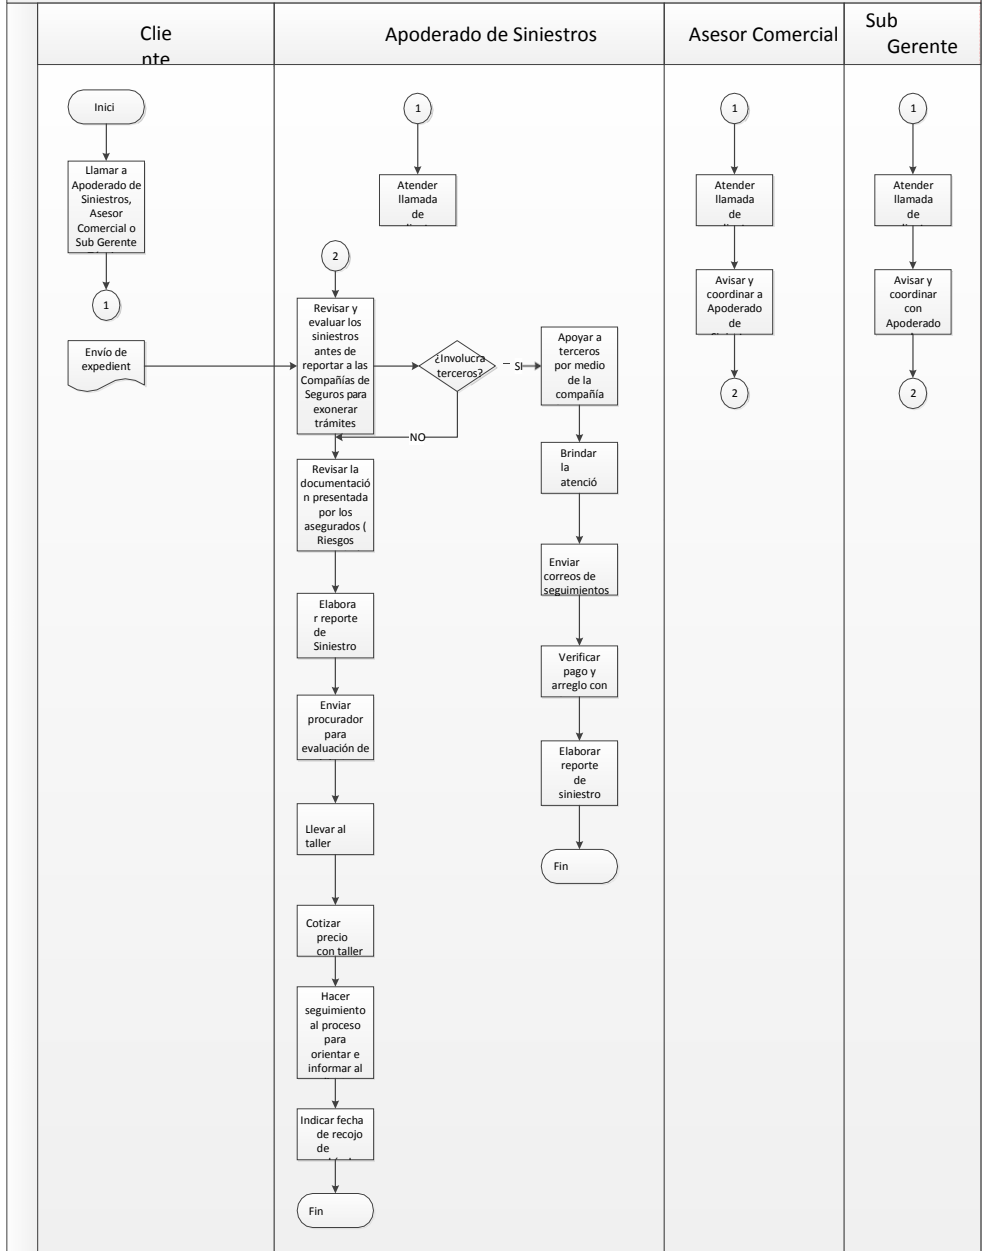 Clie
nte
Apoderado de Siniestros
Asesor Comercial
Sub
Gerente
Inici
Llamar a
Apoderado de
Siniestros,
Asesor
Comercial o
Sub Gerente
1
Envío de
expedient
1
Atender
llamada
de
2
Revisar y
evaluar los
siniestros
antes de
reportar a las
Compañías de
Seguros para
exonerar
trámites
¿Involucra
terceros?
SI
NO
Apoyar a
terceros
por medio
de la
compañía
Revisar la
documentació
n presentada
por los
asegurados (
Riesgos
Brindar
la
atenció
Elabora
r reporte
de
Siniestro
Enviar
correos de
seguimientos
Enviar
procurador
para
evaluación de
Verificar
pago y
arreglo con
Llevar al
taller
Elaborar
reporte
de
siniestro
Fin
Cotizar
precio
con taller
Hacer
seguimiento
al proceso
para
orientar e
informar al
Indicar fecha
de recojo
de
Fin
1
Atender
llamada
de
Avisar y
coordinar a
Apoderado
de
2
1
Atender
llamada
de
Avisar y
coordinar
con
Apoderado
2